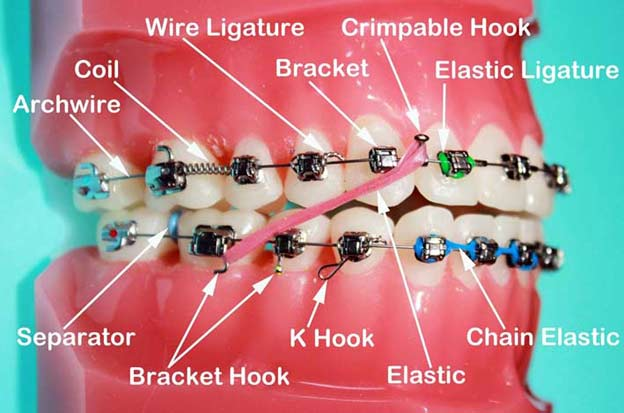 Wire Ligature
Crimpable Hook
Coil
Bracket
Elastic Ligature
Archwire
Separator
K Hook
Chain Elastic
Bracket Hook
Elastic